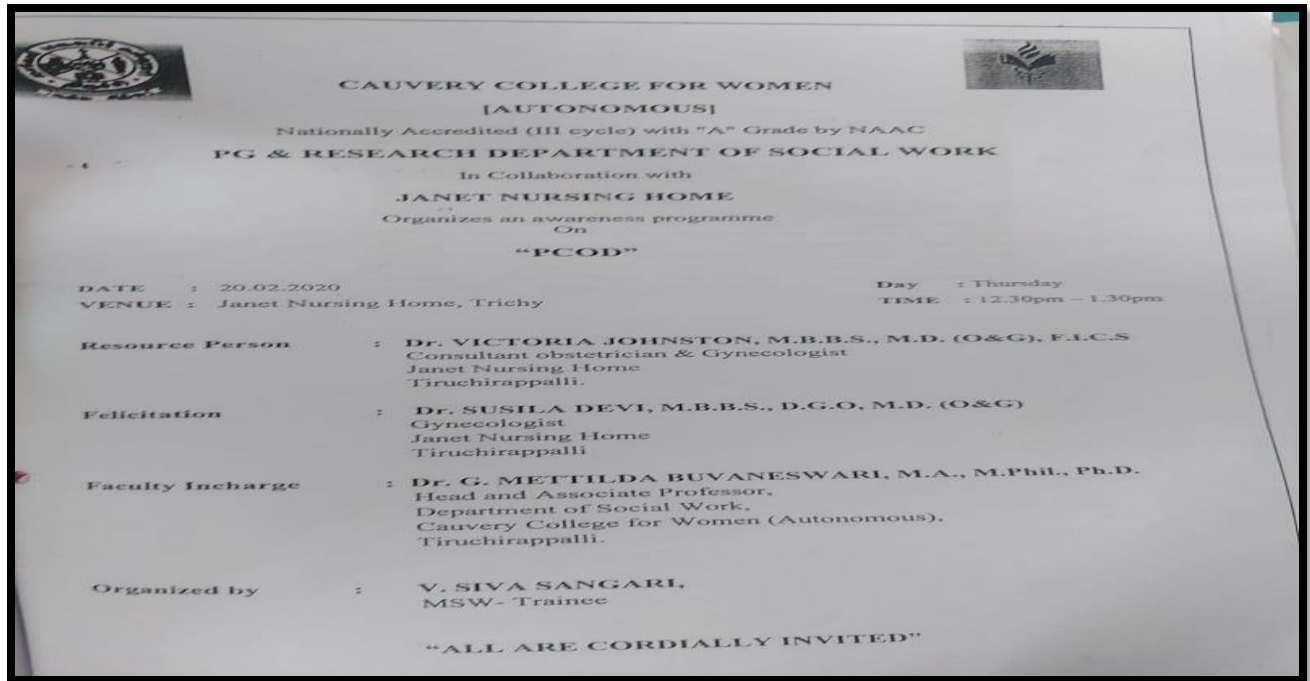 CAUVERY COLLEGE FOR WOMEN
[AUTONOMOUS]
Nationally Accredited (III cycle) with "A" Grade by NAAC
PG & RESEARCH DEPARTMENT OF SOCIAL WORK
In Collaboration with
JANET NURSING HOME
Organizes an awareness programme
On
“PCOD”
DATE : 20.02.2020 Day : Thursday
VENUE : Janet Nursing Home, Trichy TIME : 12.30pm – 1.30pm
Resource Person : Dr. VICTORIA JOHNSTON, M.B.B.S., M.D. (O&G), F.I.C.S
Consultant obstetrician & Gynecologist
Janet Nursing Home
Tiruchirappalli.
Felicitation : Dr. SUSILA DEVI, M.B.B.S., D.G.O, M.D. (O&G)
Gynecologist
Janet Nursing Home
Tiruchirappalli
Faculty Incharge : Dr. G. METTILDA BUVANESWARI, M.A., M.Phil., Ph.D.
Head and Associate Professor,
Department of Social Work,
Cauvery College for Women (Autonomous),
Tiruchirappalli.
Organized by : V. SIVA SANGARI,
MSW- Trainee
“ALL ARE CORDIALLY INVITED”